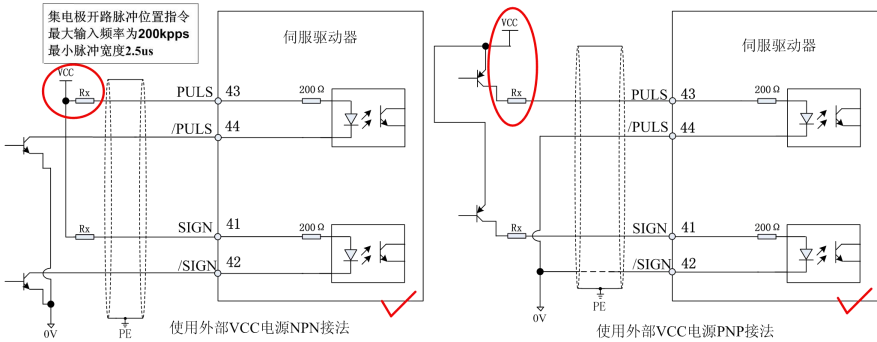 集电极开路脉冲位置指令
最大输入频率为200kpps
最小脉冲宽度2.5us
VCC
Rx
PULS
43
200Ω
伺服驱动器
/PULS
44
Rx
SIGN
41
200Ω
/SIGN
42
0V
PE
使用外部VCC电源NPN接法
VCC
伺服驱动器
Rx
PULS
43
200Ω
/PULS
44
Rx
SIGN
41
200Ω
/SIGN
42
0V
PE
使用外部VCC电源PNP接法